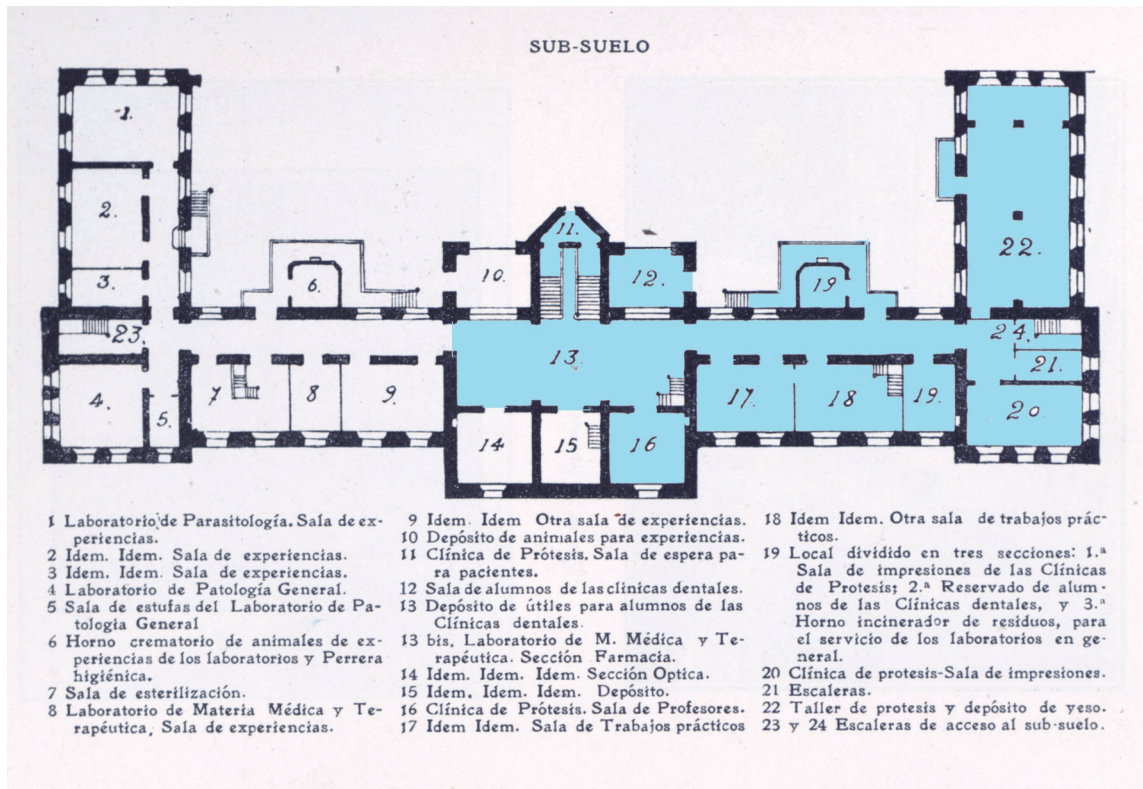 SUB-SUELO
1.
2.
3.
23.
4.
5.
6.
7
8
9.
10.
11.
12.
13.
14
15
16
17.
18
19.
19
22.
24.
21.
20
1 Laboratorio de Parasitología. Sala de ex-
periencias.
2 Idem. Idem. Sala de experiencias.
3 Idem. Idem. Sala de experiencias.
4 Laboratorio de Patología General.
5 Sala de estufas del Laboratorio de Pa-
tologia General
6 Horno crematorio de animales de ex-
periencias de los laboratorios y Perrera
higiénica.
7 Sala de esterilización.
8 Laboratorio de Materia Médica y Te-
rapéutica, Sala de experiencias.
9 Idem. Idem Otra sala de experiencias.
10 Depósito de animales para experiencias.
11 Clínica de Prótesis. Sala de espera pa-
ra pacientes.
12 Sala de alumnos de las clinicas dentales.
13 Depósito de útiles para alumnos de las
Clínicas dentales.
13 bis. Laboratorio de M. Médica y Te-
rapéutica. Sección Farmacia.
14 Idem. Idem. Idem. Sección Optica.
15 Idem. Idem. Idem. Depósito.
16 Clínica de Prótesis. Sala de Profesores.
17 Idem Idem. Sala de Trabajos prácticos
18 Idem Idem. Otra sala de trabajos prác-
ticos.
19 Local dividido en tres secciones: 1.ª
Sala de impresiones de las Clínicas
de Protesis; 2.ª Reservado de alum-
nos de las Clínicas dentales, y 3.ª
Horno incinerador de residuos, para
el servicio de los laboratorios en ge-
neral.
20 Clínica de protesis-Sala de impresiones.
21 Escaleras.
22 Taller de protesis y depósito de yeso.
23 y 24 Escaleras de acceso al sub-suelo.